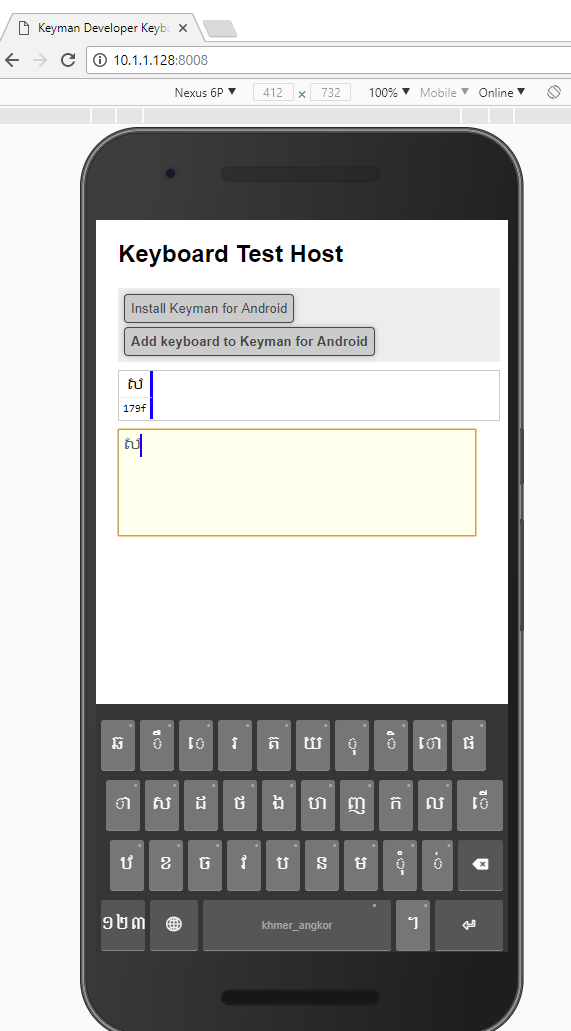 Keyman Developer Keybo
10.1.1.128:8008
Nexus 6P ▼ 412 × 732 100% ▼ Mobile ▼ Online ▼
Keyboard Test Host
Install Keyman for Android
Add keyboard to Keyman for Android
ស
179f
ស
ឆ ឹ េ រ ត យ ុ ិ ោ ផ
ា ស ដ ថ ង ហ ញ ក ល ើ
ឋ ខ ច វ ប ន ម ុំ ់
១២៣ khmer_angkor ។